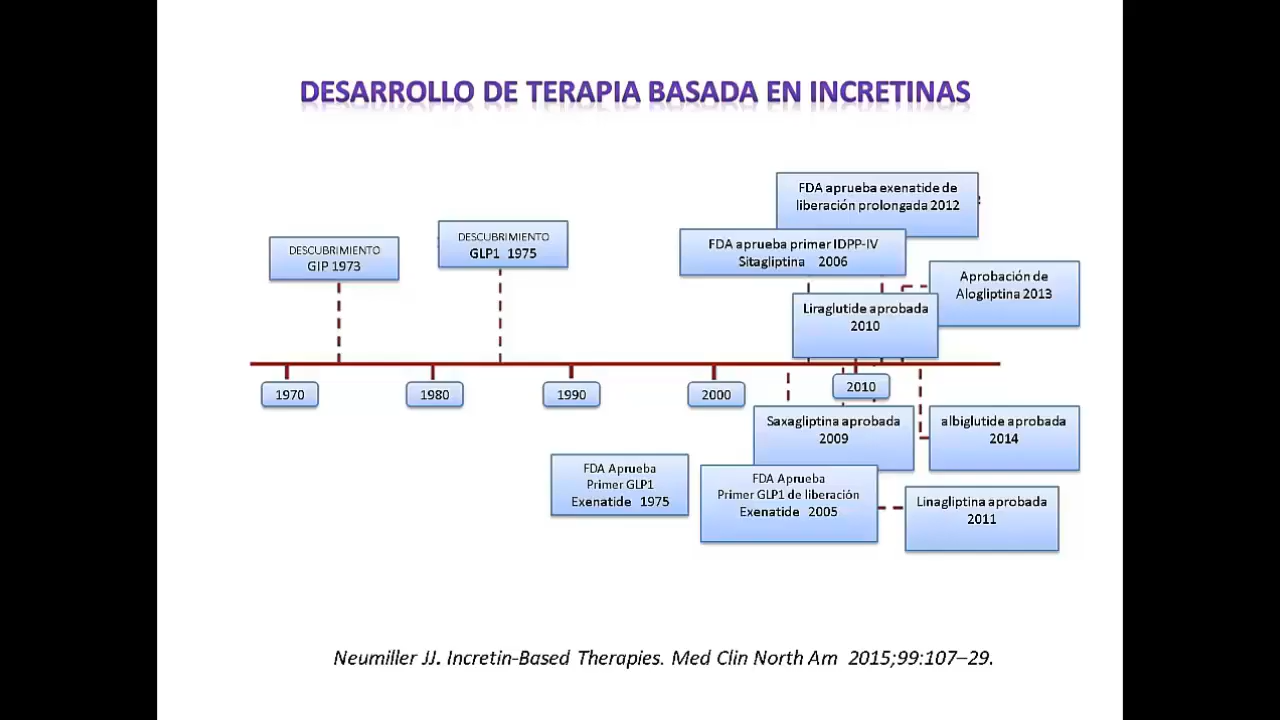 DESARROLLO DE TERAPIA BASADA EN INCRETINAS
FDA aprueba exenatide de
liberación prolongada 2012
DESCUBRIMIENTO
GLP1 1975
DESCUBRIMIENTO
GIP 1973
FDA aprueba primer IDPP-IV
Sitagliptina 2006
Aprobación de
Alogliptina 2013
Liraglutide aprobada
2010
1970
1980
1990
2000
2010
Saxagliptina aprobada
2009
albiglutide aprobada
2014
FDA Aprueba
Primer GLP1
Exenatide 1975
FDA Aprueba
Primer GLP1 de liberación
Exenatide 2005
Linagliptina aprobada
2011
Neumiller JJ. Incretin-Based Therapies. Med Clin North Am 2015;99:107–29.